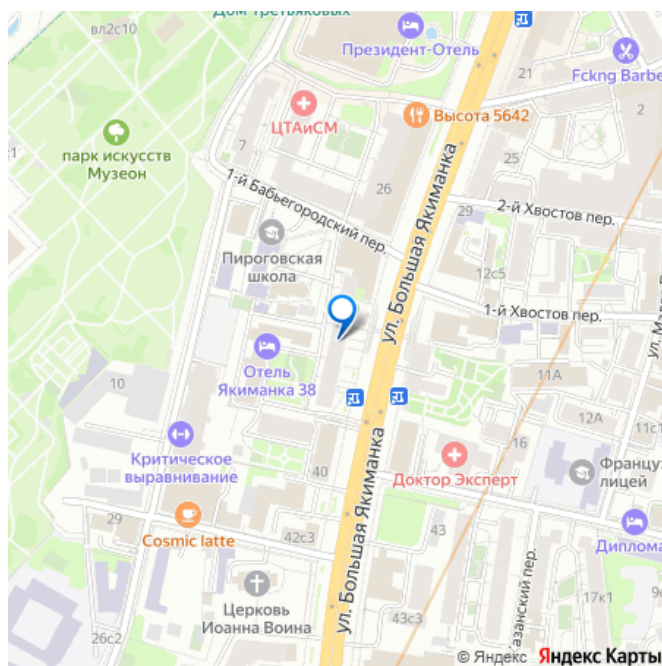 Дом Третьяковых
вл2с10
Президент-Отель
21
Fckng Barbe
ЦТАиСМ
Высота 5642
2
парк искусств
Музеон
7
1-й Бабьегородский пер.
26
25
29
2-й Хвостов пер.
Пироговская
школа
ул. Большая Якиманка
12с5
1-й Хвостов пер.
Отель
Якиманка 38
10
11А
12А
11с1
Критическое
выравнивание
40
16
Доктор Эксперт
Француз
лицей
29
Cosmic latte
42с3
43
Диплома
Церковь
Иоанна Воина
ул. Большая Якиманка
43с3
17к1
26с2
© Яндекс Яндекс Карты